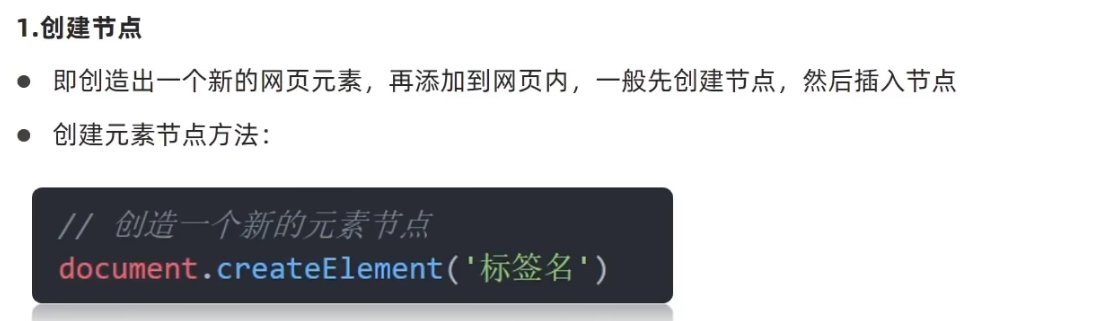 1.创建节点
● 即创造出一个新的网页元素，再添加到网页内，一般先创建节点，然后插入节点
● 创建元素节点方法：
// 创造一个新的元素节点
document.createElement('标签名')